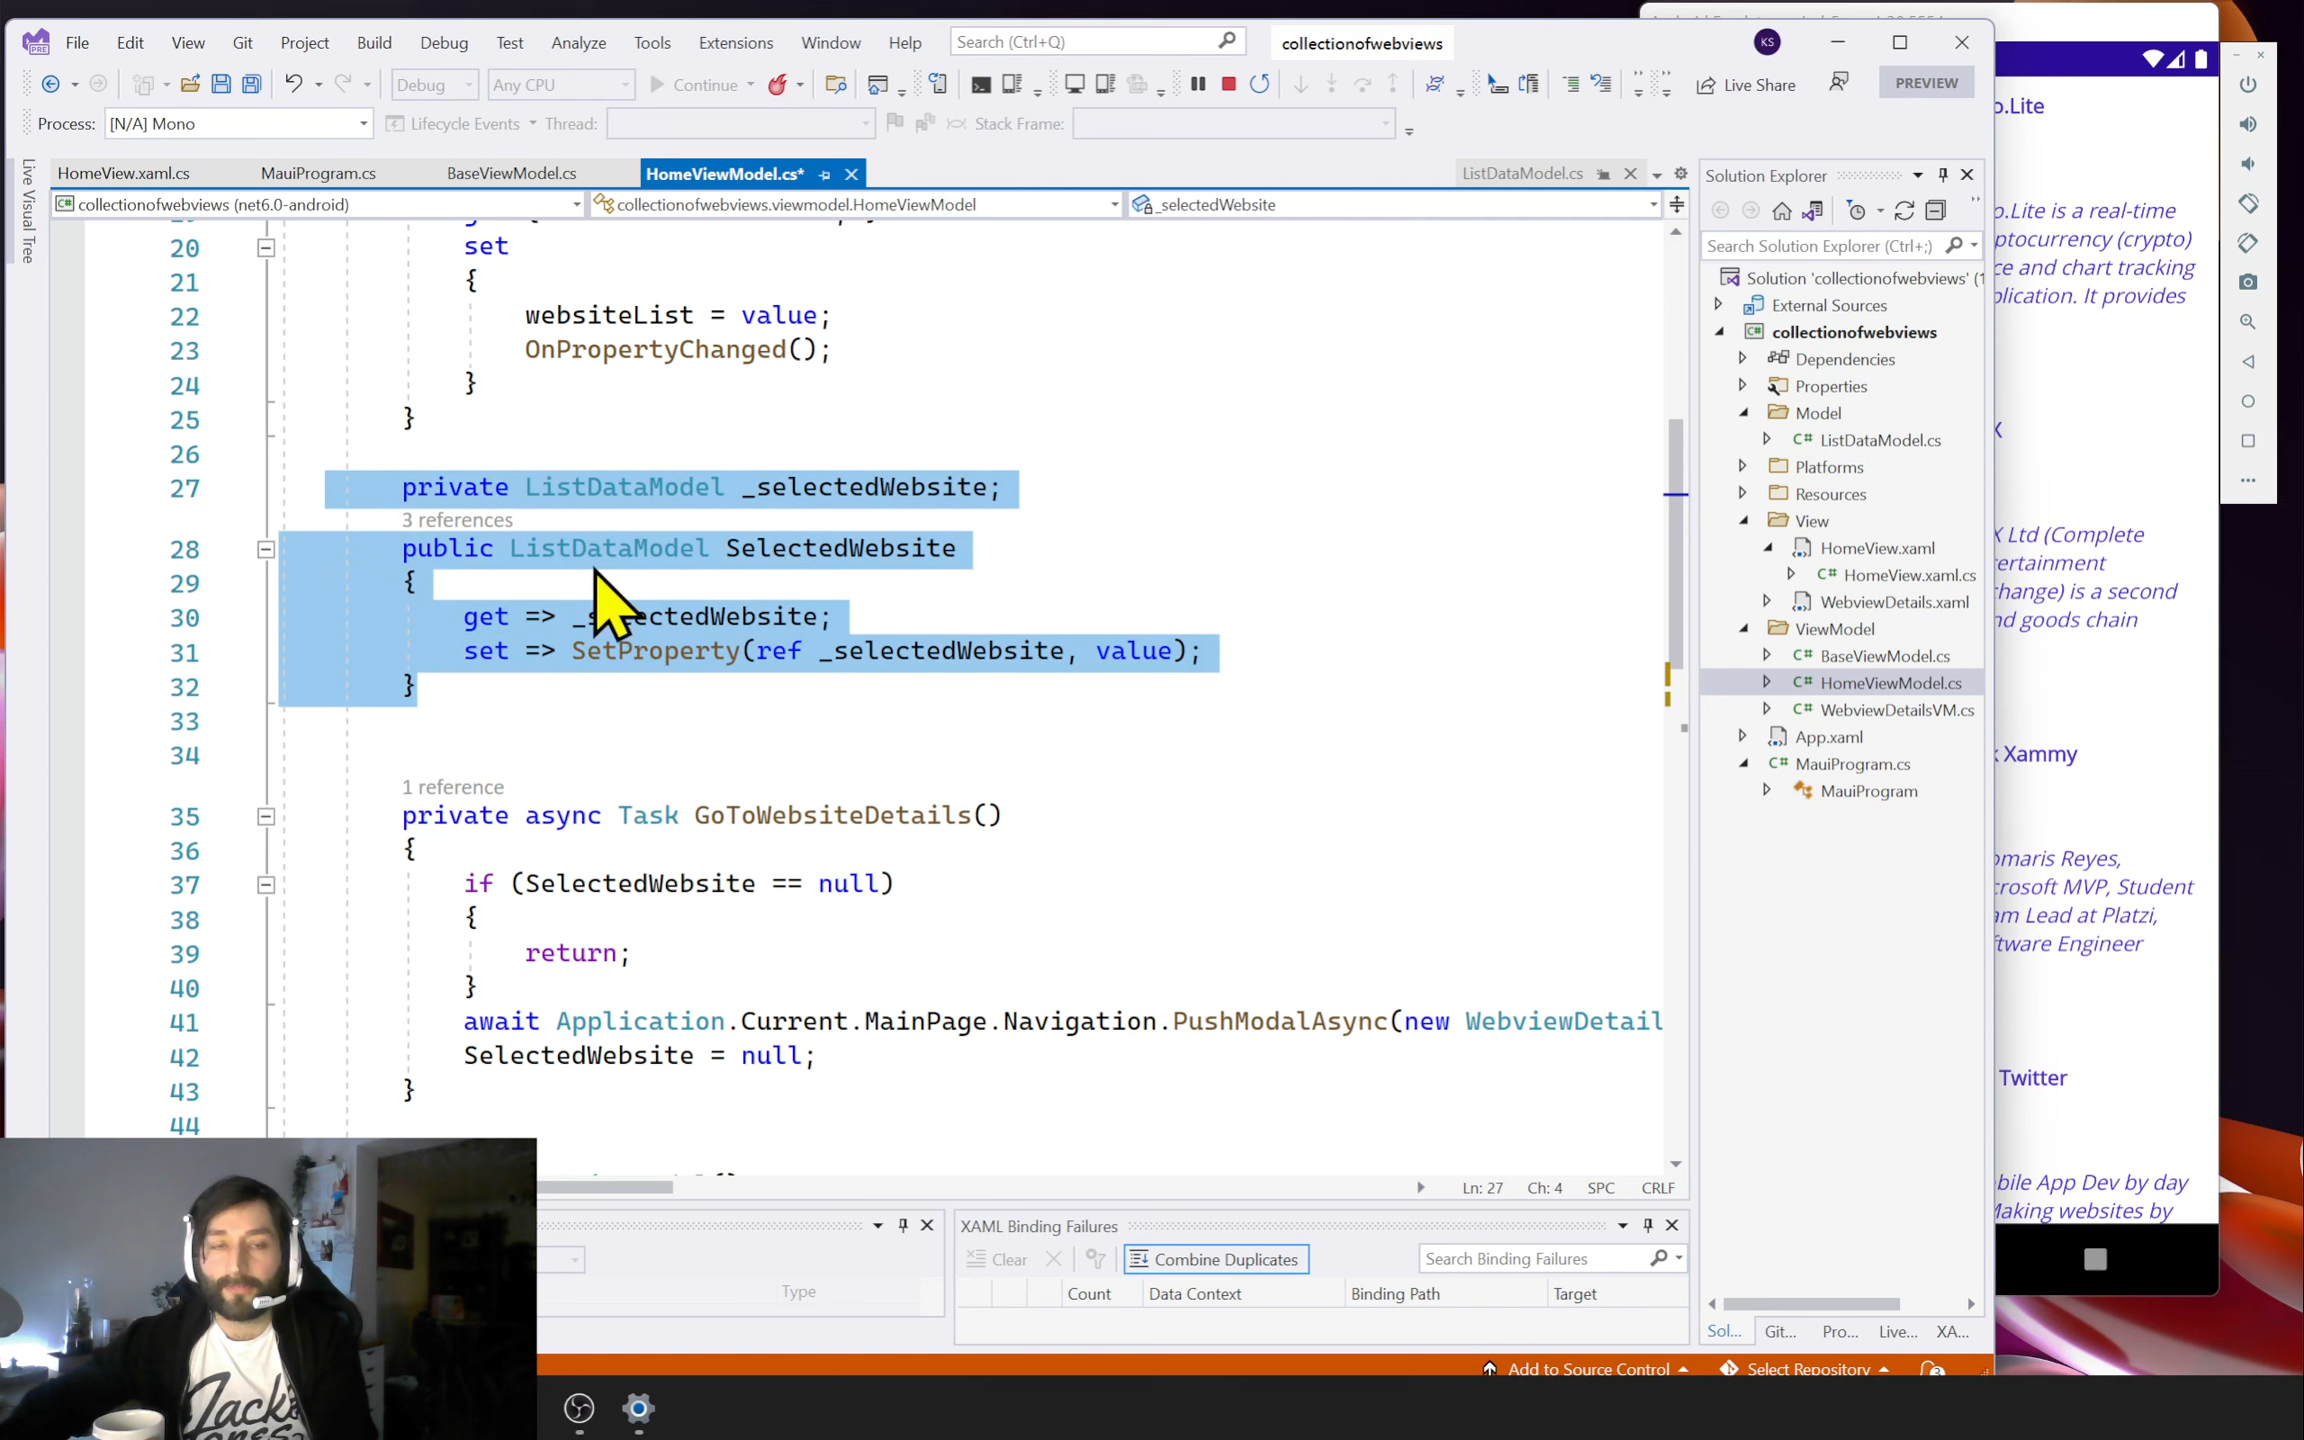 PRE
File Edit View Git Project Build Debug Test Analyze Tools Extensions Window Help Search (Ctrl+Q) collectionofwebviews KS
Debug Any CPU Continue Live Share PREVIEW
Process: [N/A] Mono Lifecycle Events Thread: Stack Frame:
Live Visual Tree
HomeView.xaml.cs MauiProgram.cs BaseViewModel.cs HomeViewModel.cs* ListDataModel.cs
collectionofwebviews (net6.0-android) collectionofwebviews.viewmodel.HomeViewModel _selectedWebsite
20 set
21 {
22 websiteList = value;
23 OnPropertyChanged();
24 }
25 }
26
27 private ListDataModel _selectedWebsite;
3 references
28 public ListDataModel SelectedWebsite
29 {
30 get => _selectedWebsite;
31 set => SetProperty(ref _selectedWebsite, value);
32 }
33
34
1 reference
35 private async Task GoToWebsiteDetails()
36 {
37 if (SelectedWebsite == null)
38 {
39 return;
40 }
41 await Application.Current.MainPage.Navigation.PushModalAsync(new WebviewDetail
42 SelectedWebsite = null;
43 }
44
Ln: 27 Ch: 4 SPC CRLF
Type
XAML Binding Failures
Clear Combine Duplicates Search Binding Failures
Count Data Context Binding Path Target
Solution Explorer
Search Solution Explorer (Ctrl+;)
Solution 'collectionofwebviews' (1
External Sources
collectionofwebviews
Dependencies
Properties
Model
C# ListDataModel.cs
Platforms
Resources
View
HomeView.xaml
C# HomeView.xaml.cs
WebviewDetails.xaml
ViewModel
C# BaseViewModel.cs
C# HomeViewModel.cs
C# WebviewDetailsVM.cs
App.xaml
C# MauiProgram.cs
MauiProgram
Sol... Git... Pro... Live... XA...
Add to Source Control Select Repository 3
o.Lite
o.Lite is a real-time
ptocurrency (crypto)
ce and chart tracking
plication. It provides
X
X Ltd (Complete
tertainment
change) is a second
nd goods chain
Xammy
omaris Reyes,
crosoft MVP, Student
am Lead at Platzi,
ftware Engineer
Twitter
bile App Dev by day
Making websites by
Jack
Jones